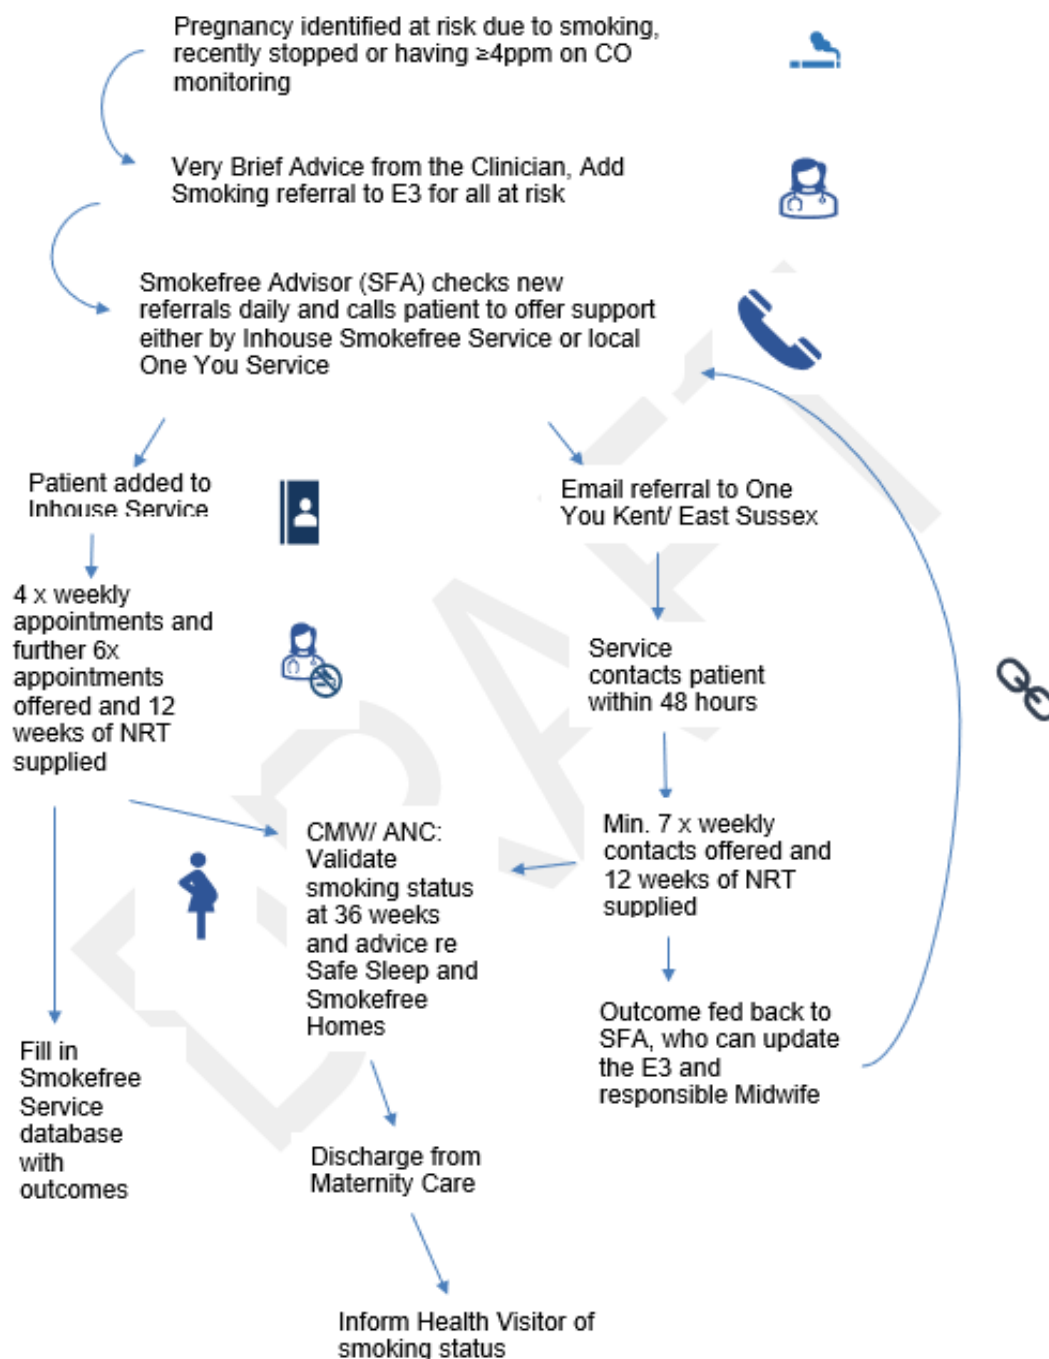 Pregnancy identified at risk due to smoking,
recently stopped or having ≥4ppm on CO
monitoring
Very Brief Advice from the Clinician, Add
Smoking referral to E3 for all at risk
Smokefree Advisor (SFA) checks new
referrals daily and calls patient to offer support
either by Inhouse Smokefree Service or local
One You Service
Patient added to
Inhouse Service
Email referral to One
You Kent/ East Sussex
4 x weekly
appointments and
further 6x
appointments
offered and 12
weeks of NRT
supplied
Service
contacts patient
within 48 hours
CMW/ ANC:
Validate
smoking status
at 36 weeks
and advice re
Safe Sleep and
Smokefree
Homes
Min. 7 x weekly
contacts offered and
12 weeks of NRT
supplied
Outcome fed back to
SFA, who can update
the E3 and
responsible Midwife
Fill in
Smokefree
Service
database
with
outcomes
Discharge from
Maternity Care
Inform Health Visitor of
smoking status
DRAFT